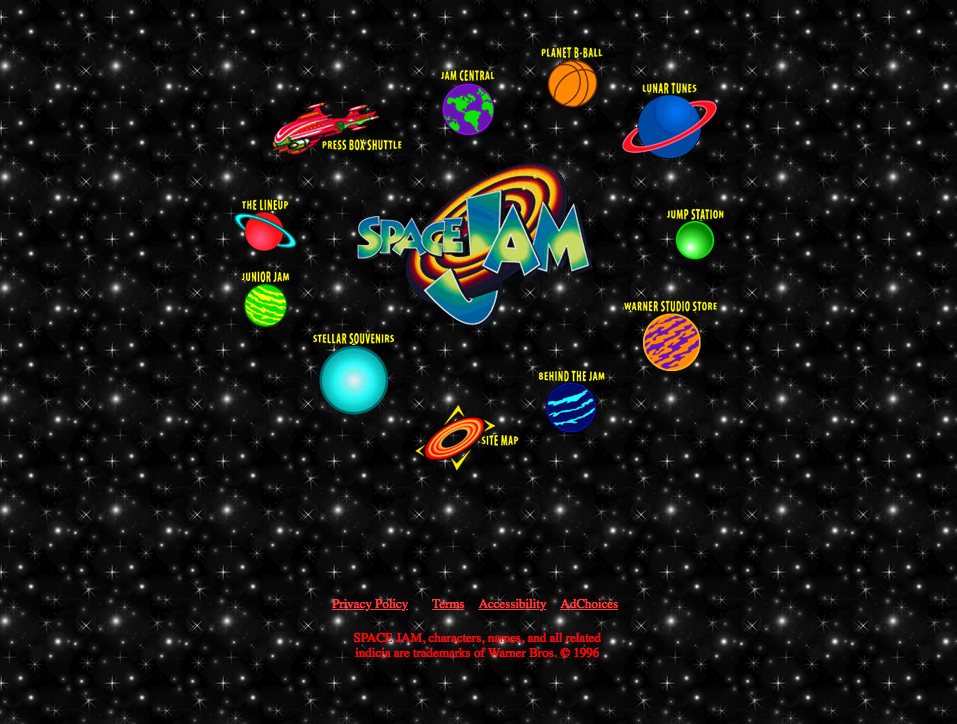 PLANET B-BALL
JAM CENTRAL
LUNAR TUNES
PRESS BOX SHUTTLE
THE LINEUP
SPACE JAM
JUMP STATION
JUNIOR JAM
WARNER STUDIO STORE
STELLAR SOUVENIRS
BEHIND THE JAM
SITE MAP
Privacy Policy Terms Accessibility AdChoices
SPACE JAM, characters, names, and all related
indicia are trademarks of Warner Bros. © 1996